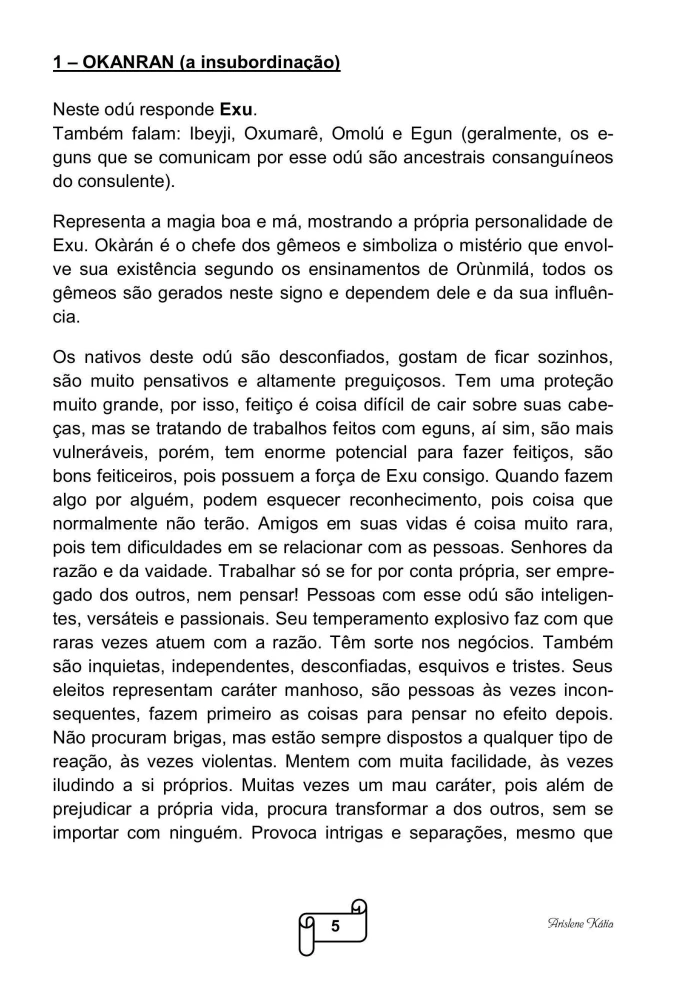 1 – OKANRAN (a insubordinação)
Neste odú responde Exu.
Também falam: Ibeyji, Oxumarê, Omolú e Egun (geralmente, os e-
guns que se comunicam por esse odú são ancestrais consanguíneos
do consulente).
Representa a magia boa e má, mostrando a própria personalidade de
Exu. Okàrán é o chefe dos gêmeos e simboliza o mistério que envol-
ve sua existência segundo os ensinamentos de Orùnmilá, todos os
gêmeos são gerados neste signo e dependem dele e da sua influên-
cia.
Os nativos deste odú são desconfiados, gostam de ficar sozinhos,
são muito pensativos e altamente preguiçosos. Tem uma proteção
muito grande, por isso, feitiço é coisa difícil de cair sobre suas cabe-
ças, mas se tratando de trabalhos feitos com eguns, aí sim, são mais
vulneráveis, porém, tem enorme potencial para fazer feitiços, são
bons feiticeiros, pois possuem a força de Exu consigo. Quando fazem
algo por alguém, podem esquecer reconhecimento, pois coisa que
normalmente não terão. Amigos em suas vidas é coisa muito rara,
pois tem dificuldades em se relacionar com as pessoas. Senhores da
razão e da vaidade. Trabalhar só se for por conta própria, ser empre-
gado dos outros, nem pensar! Pessoas com esse odú são inteligen-
tes, versáteis e passionais. Seu temperamento explosivo faz com que
raras vezes atuem com a razão. Têm sorte nos negócios. Também
são inquietas, independentes, desconfiadas, esquivos e tristes. Seus
eleitos representam caráter manhoso, são pessoas às vezes incon-
sequentes, fazem primeiro as coisas para pensar no efeito depois.
Não procuram brigas, mas estão sempre dispostos a qualquer tipo de
reação, às vezes violentas. Mentem com muita facilidade, às vezes
iludindo a si próprios. Muitas vezes um mau caráter, pois além de
prejudicar a própria vida, procura transformar a dos outros, sem se
importar com ninguém. Provoca intrigas e separações, mesmo que
5
Arislene Kátia